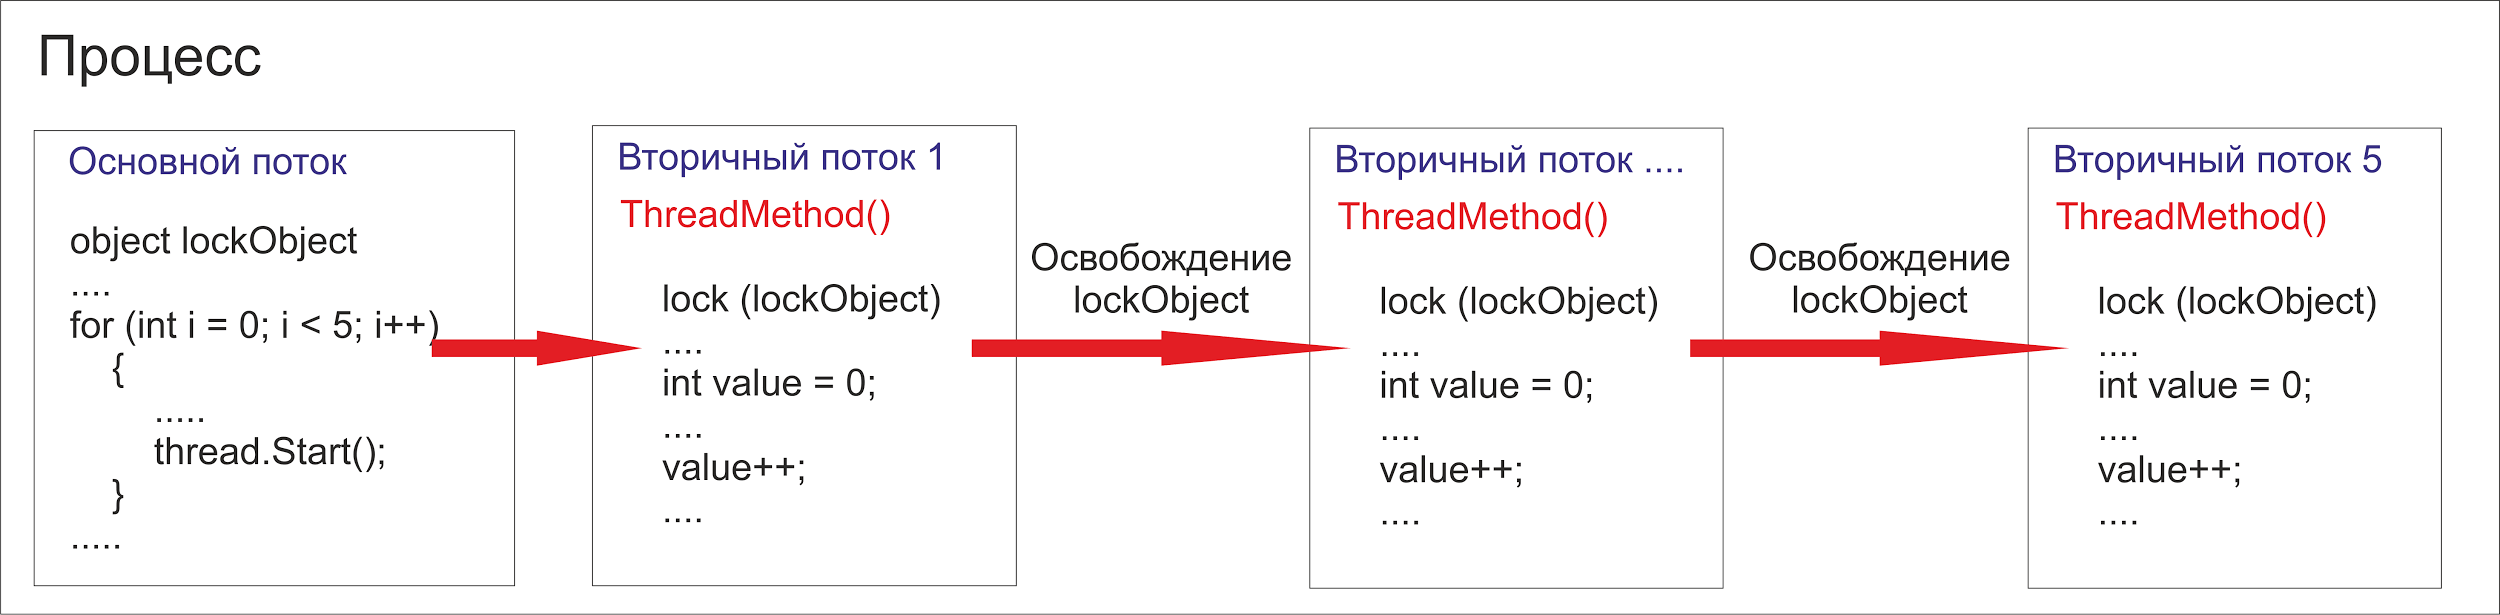 Процесс
Основной поток
object lockObject
....
for (int i = 0; i < 5; i++)
{
.....
thread.Start();
}
.....
Вторичный поток 1
ThreadMethod()
lock (lockObject)
....
int value = 0;
....
value++;
....
Освобождение
lockObject
Вторичный поток ....
ThreadMethod()
lock (lockObject)
....
int value = 0;
....
value++;
....
Освобождение
lockObject
Вторичный поток 5
ThreadMethod()
lock (lockObject)
....
int value = 0;
....
value++;
....